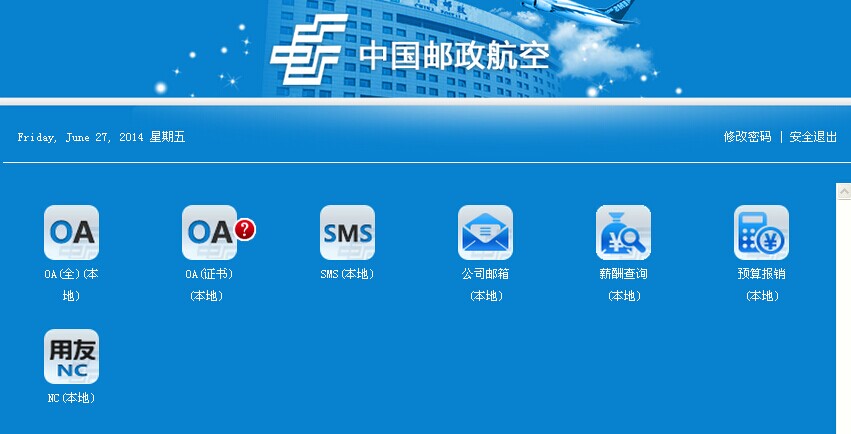 中国邮政航空
Friday, June 27, 2014 星期五
修改密码 | 安全退出
OA
OA
?
SMS
OA(全)(本
地)
OA(证书)
(本地)
SMS(本地)
公司邮箱
(本地)
薪酬查询
(本地)
预算报销
(本地)
用友
NC
NC(本地)